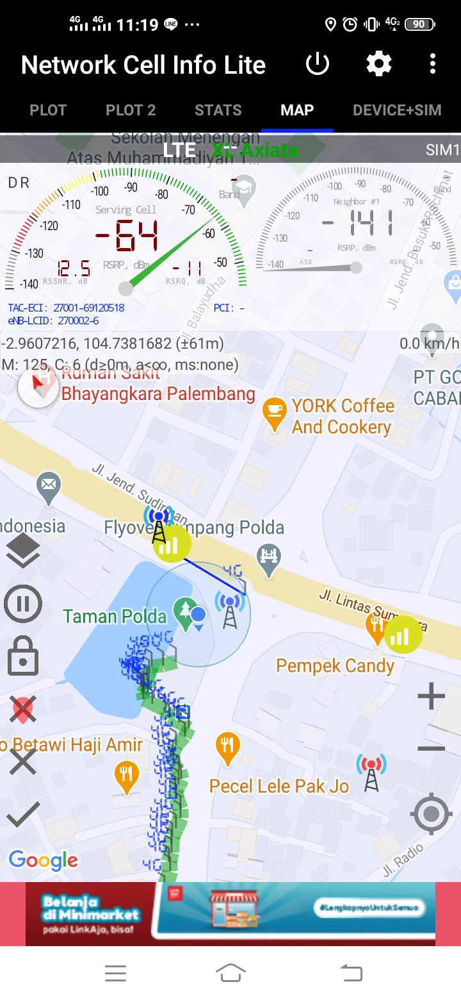 4G 4G 11:19 LINE ... 4G2 90
Network Cell Info Lite
PLOT PLOT 2 STATS MAP DEVICE+SIM
Sekolah Menengah
LTE XL Axiata SIM1
Atas Muhammadiyah 1...
DR
-140 -130 -120 -110 -100 -90 -80 -70 -60 -50
Serving Cell
-64
RSRP, dBm
12.5
RSSNR, dB
-11
RSRQ, dB
Band
-
-140 -130 -120 -110 -100 -90 -80 -70 -60 -50
Neighbor #1
-141
RSRP, dBm
-
ASU
-
RSRQ, dB
Band
Jl. Jend. Basuki Rachmat
Jl. Balayudha
TAC-ECI: 27001-69120518 PCI: -
eNB-LCID: 270002-6
-2.9607216, 104.7381682 (±61m) 0.0 km/h
M: 125, C: 6 (d≥0m, a<∞, ms:none)
Rumah Sakit
Bhayangkara Palembang
YORK Coffee
And Cookery
PT GO
CABA
Jl. Jend. Sudirman
ndonesia
Flyove mpang Polda
4G
Jl. Lintas Sumatera
Taman Polda
Pempek Candy
o Betawi Haji Amir
Pecel Lele Pak Jo
4G
Jl. Radio
Google
Belanja
di Minimarket
pakai LinkAja, bisa!
#LengkapnyaUntukSemua